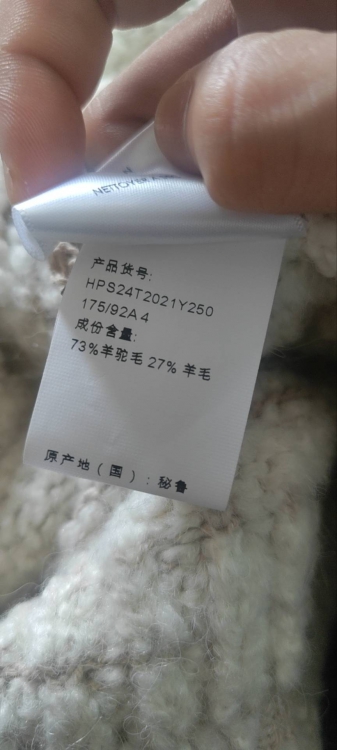 NETTOYER
产品货号:
HPS24T2021Y250
175/92A 4
成份含量:
73%羊驼毛 27% 羊毛
原产地(国):秘鲁